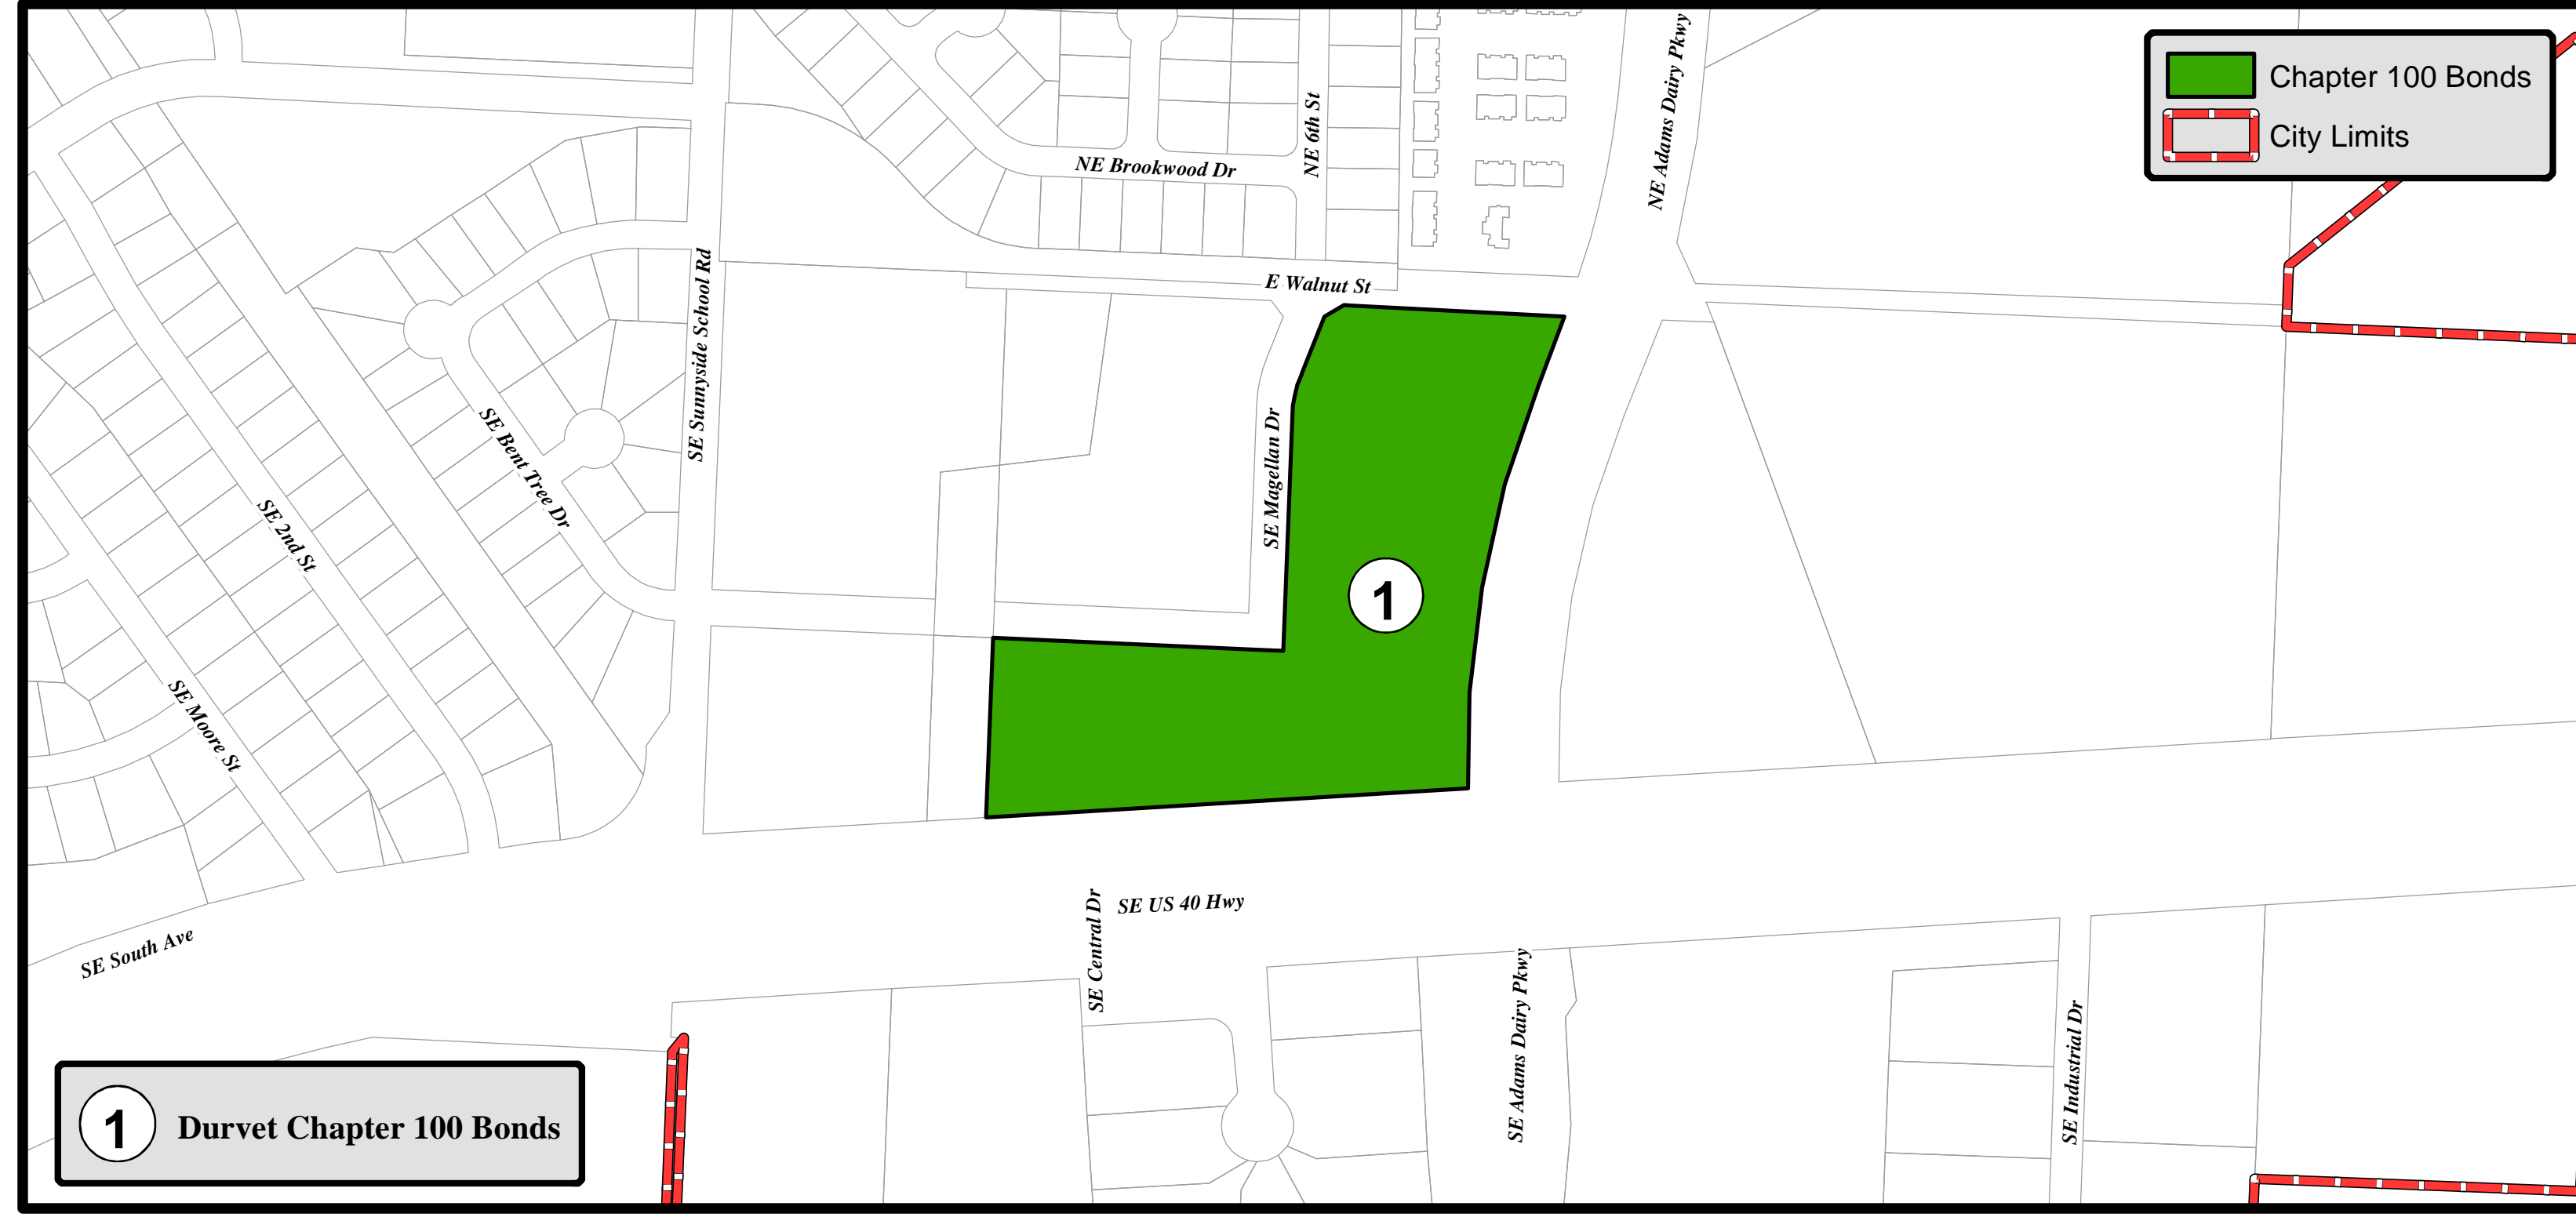 Chapter 100 Bonds
City Limits
NE Adams Dairy Pkwy
NE 6th St
NE Brookwood Dr
E Walnut St
SE Sunnyside School Rd
SE Magellan Dr
SE Bent Tree Dr
SE 2nd St
1
SE Moore St
SE US 40 Hwy
SE Central Dr
SE South Ave
SE Adams Dairy Pkwy
SE Industrial Dr
1 Durvet Chapter 100 Bonds